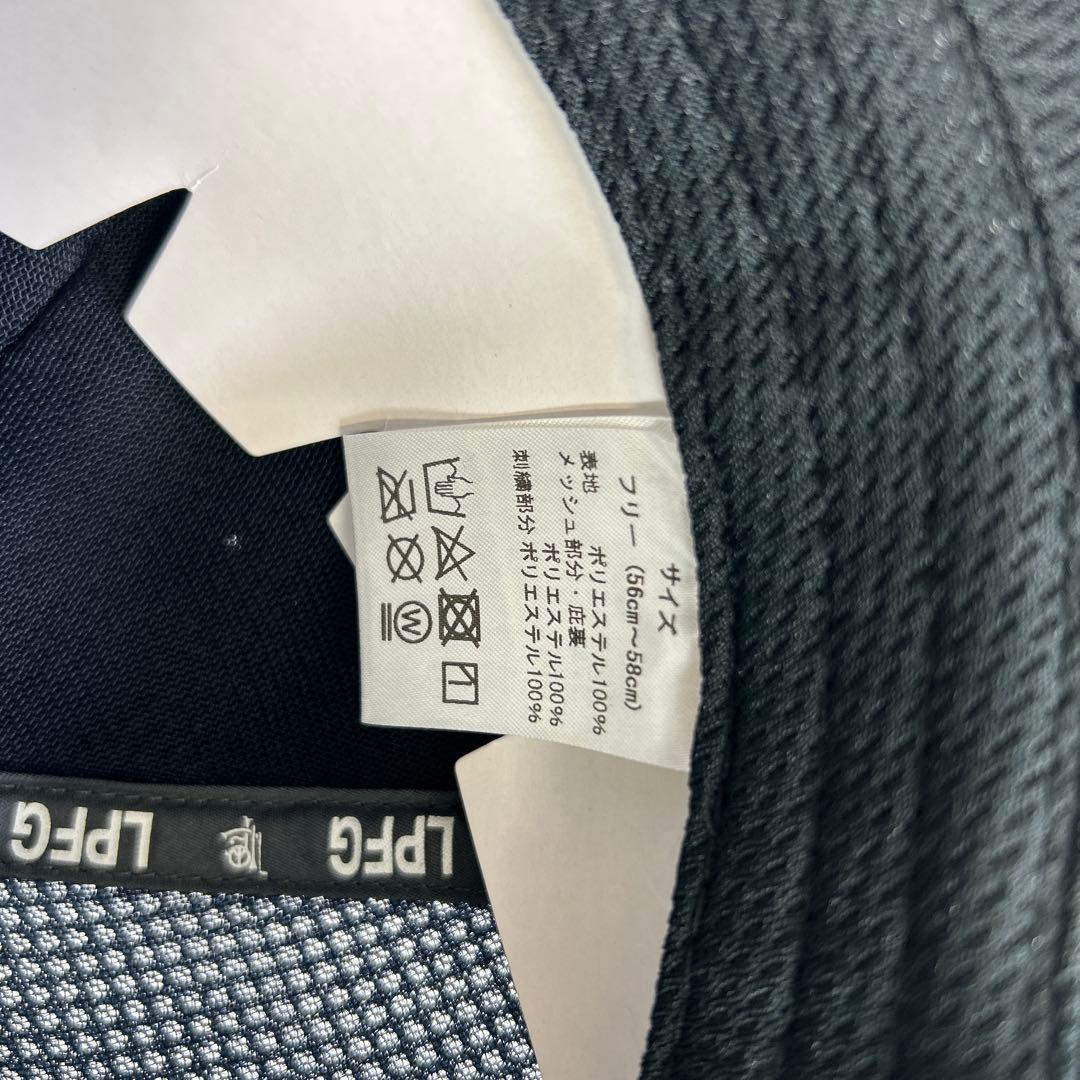 サイズ
フリー（56cm～58cm）
表地　ポリエステル100%
メッシュ部分・庇裏
ポリエステル100%
刺繍部分 ポリエステル100%
W
LPFG
LPFG